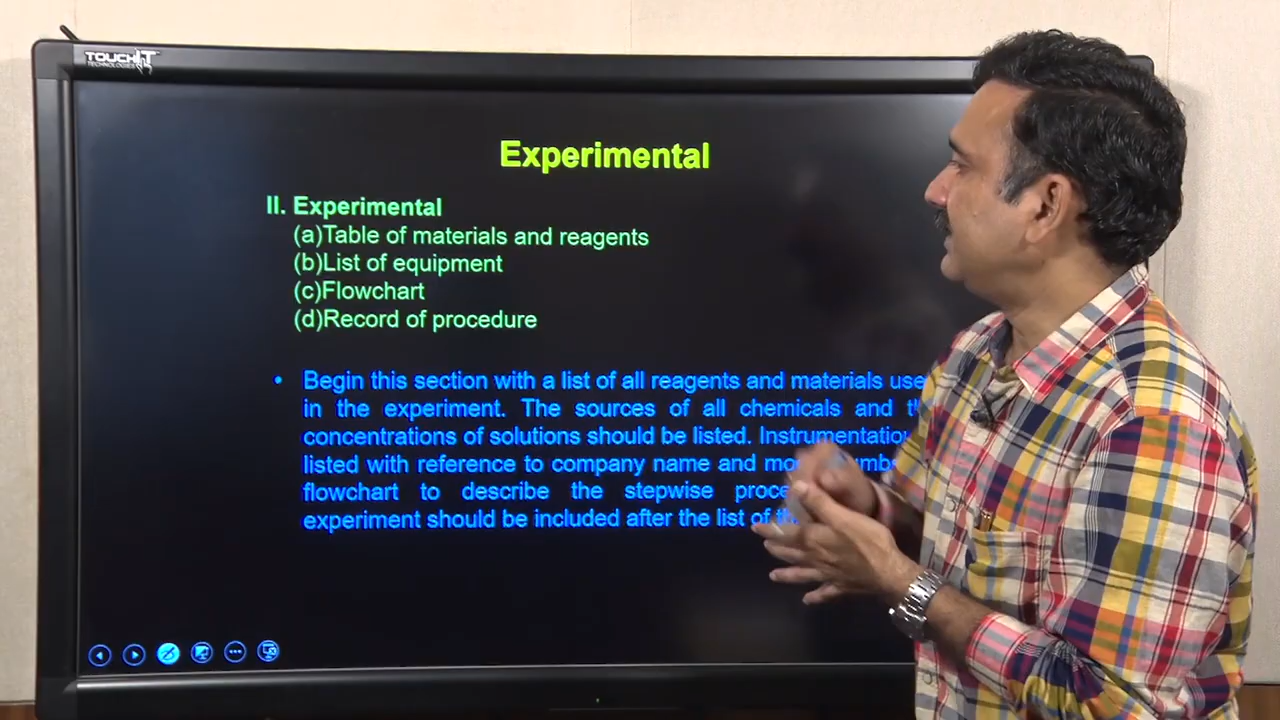 TOUCHIT
TECHNOLOGIES
Experimental
II. Experimental
(a)Table of materials and reagents
(b)List of equipment
(c)Flowchart
(d)Record of procedure
• Begin this section with a list of all reagents and materials
in the experiment. The sources of all chemicals and
concentrations of solutions should be listed.
listed with reference to company name and
flowchart to describe the stepwise
experiment should be included after the list of